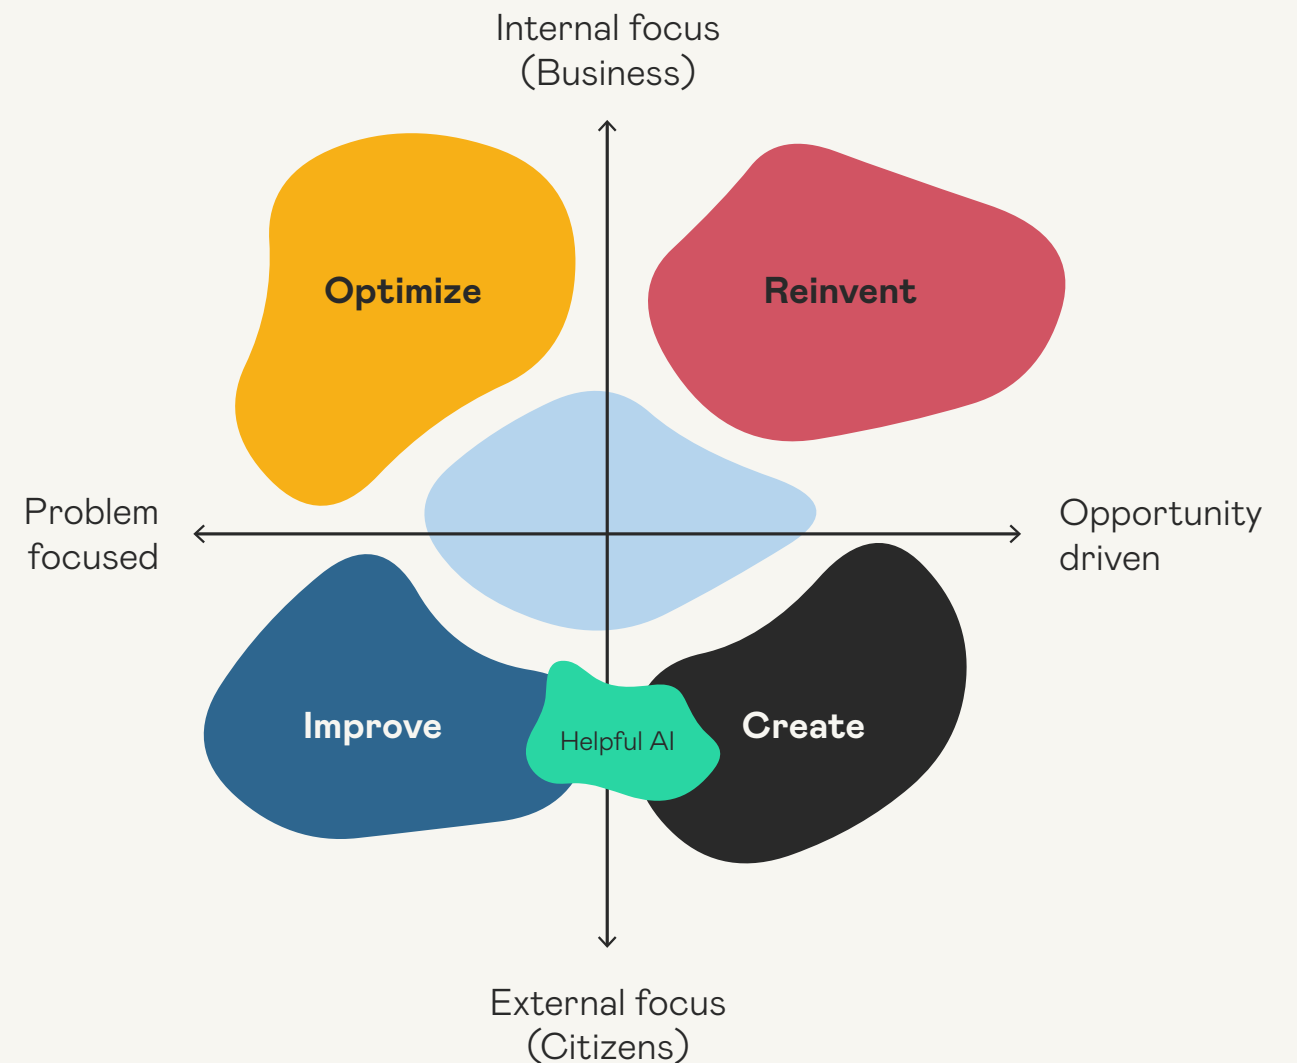 Internal focus
(Business)
Optimize
Reinvent
Problem
focused
Opportunity
driven
Improve
Helpful AI
Create
External focus
(Citizens)